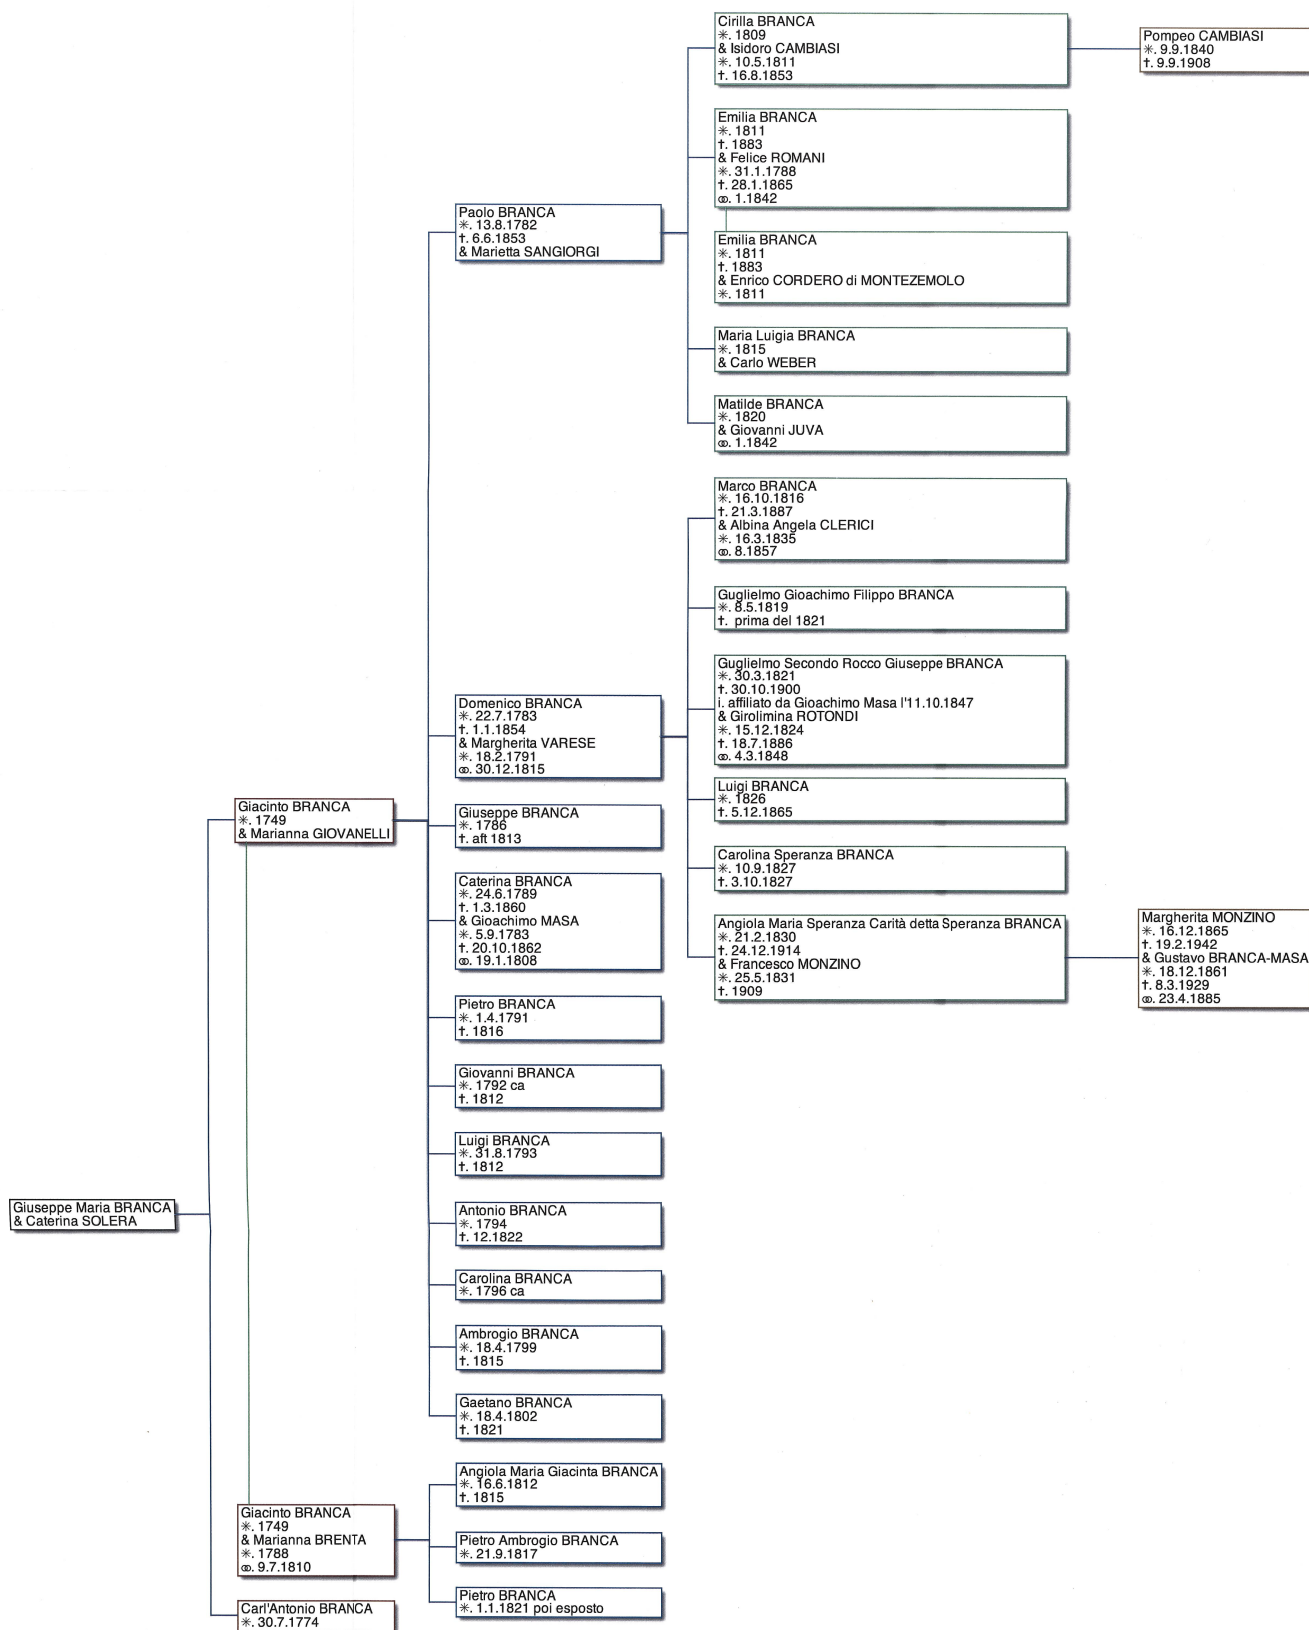 Cirilla BRANCA
✳. 1809
& Isidoro CAMBIASI
✳. 10.5.1811
†. 16.8.1853
Pompeo CAMBIASI
✳. 9.9.1840
†. 9.9.1908
Emilia BRANCA
✳. 1811
†. 1883
& Felice ROMANI
✳. 31.1.1788
†. 28.1.1865
⚭. 1.1842
Paolo BRANCA
✳. 13.8.1782
†. 6.6.1853
& Marietta SANGIORGI
Emilia BRANCA
✳. 1811
†. 1883
& Enrico CORDERO di MONTEZEMOLO
✳. 1811
Maria Luigia BRANCA
✳. 1815
& Carlo WEBER
Matilde BRANCA
✳. 1820
& Giovanni JUVA
⚭. 1.1842
Marco BRANCA
✳. 16.10.1816
†. 21.3.1887
& Albina Angela CLERICI
✳. 16.3.1835
⚭. 8.1857
Guglielmo Gioachimo Filippo BRANCA
✳. 8.5.1819
†. prima del 1821
Guglielmo Secondo Rocco Giuseppe BRANCA
✳. 30.3.1821
†. 30.10.1900
i. affiliato da Gioachimo Masa l'11.10.1847
& Girolimina ROTONDI
✳. 15.12.1824
†. 18.7.1886
⚭. 4.3.1848
Domenico BRANCA
✳. 22.7.1783
†. 1.1.1854
& Margherita VARESE
✳. 18.2.1791
⚭. 30.12.1815
Luigi BRANCA
✳. 1826
†. 5.12.1865
Giacinto BRANCA
✳. 1749
& Marianna GIOVANELLI
Giuseppe BRANCA
✳. 1786
†. aft 1813
Carolina Speranza BRANCA
✳. 10.9.1827
†. 3.10.1827
Caterina BRANCA
✳. 24.6.1789
†. 1.3.1860
& Gioachimo MASA
✳. 5.9.1783
†. 20.10.1862
⚭. 19.1.1808
Angiola Maria Speranza Carità detta Speranza BRANCA
✳. 21.2.1830
†. 24.12.1914
& Francesco MONZINO
✳. 25.5.1831
†. 1909
Margherita MONZINO
✳. 16.12.1865
†. 19.2.1942
& Gustavo BRANCA-MASA
✳. 18.12.1861
†. 8.3.1929
⚭. 23.4.1885
Pietro BRANCA
✳. 1.4.1791
†. 1816
Giovanni BRANCA
✳. 1792 ca
†. 1812
Luigi BRANCA
✳. 31.8.1793
†. 1812
Giuseppe Maria BRANCA
& Caterina SOLERA
Antonio BRANCA
✳. 1794
†. 12.1822
Carolina BRANCA
✳. 1796 ca
Ambrogio BRANCA
✳. 18.4.1799
†. 1815
Gaetano BRANCA
✳. 18.4.1802
†. 1821
Angiola Maria Giacinta BRANCA
✳. 16.6.1812
†. 1815
Giacinto BRANCA
✳. 1749
& Marianna BRENTA
✳. 1788
⚭. 9.7.1810
Pietro Ambrogio BRANCA
✳. 21.9.1817
Pietro BRANCA
✳. 1.1.1821 poi esposto
Carl'Antonio BRANCA
✳. 30.7.1774